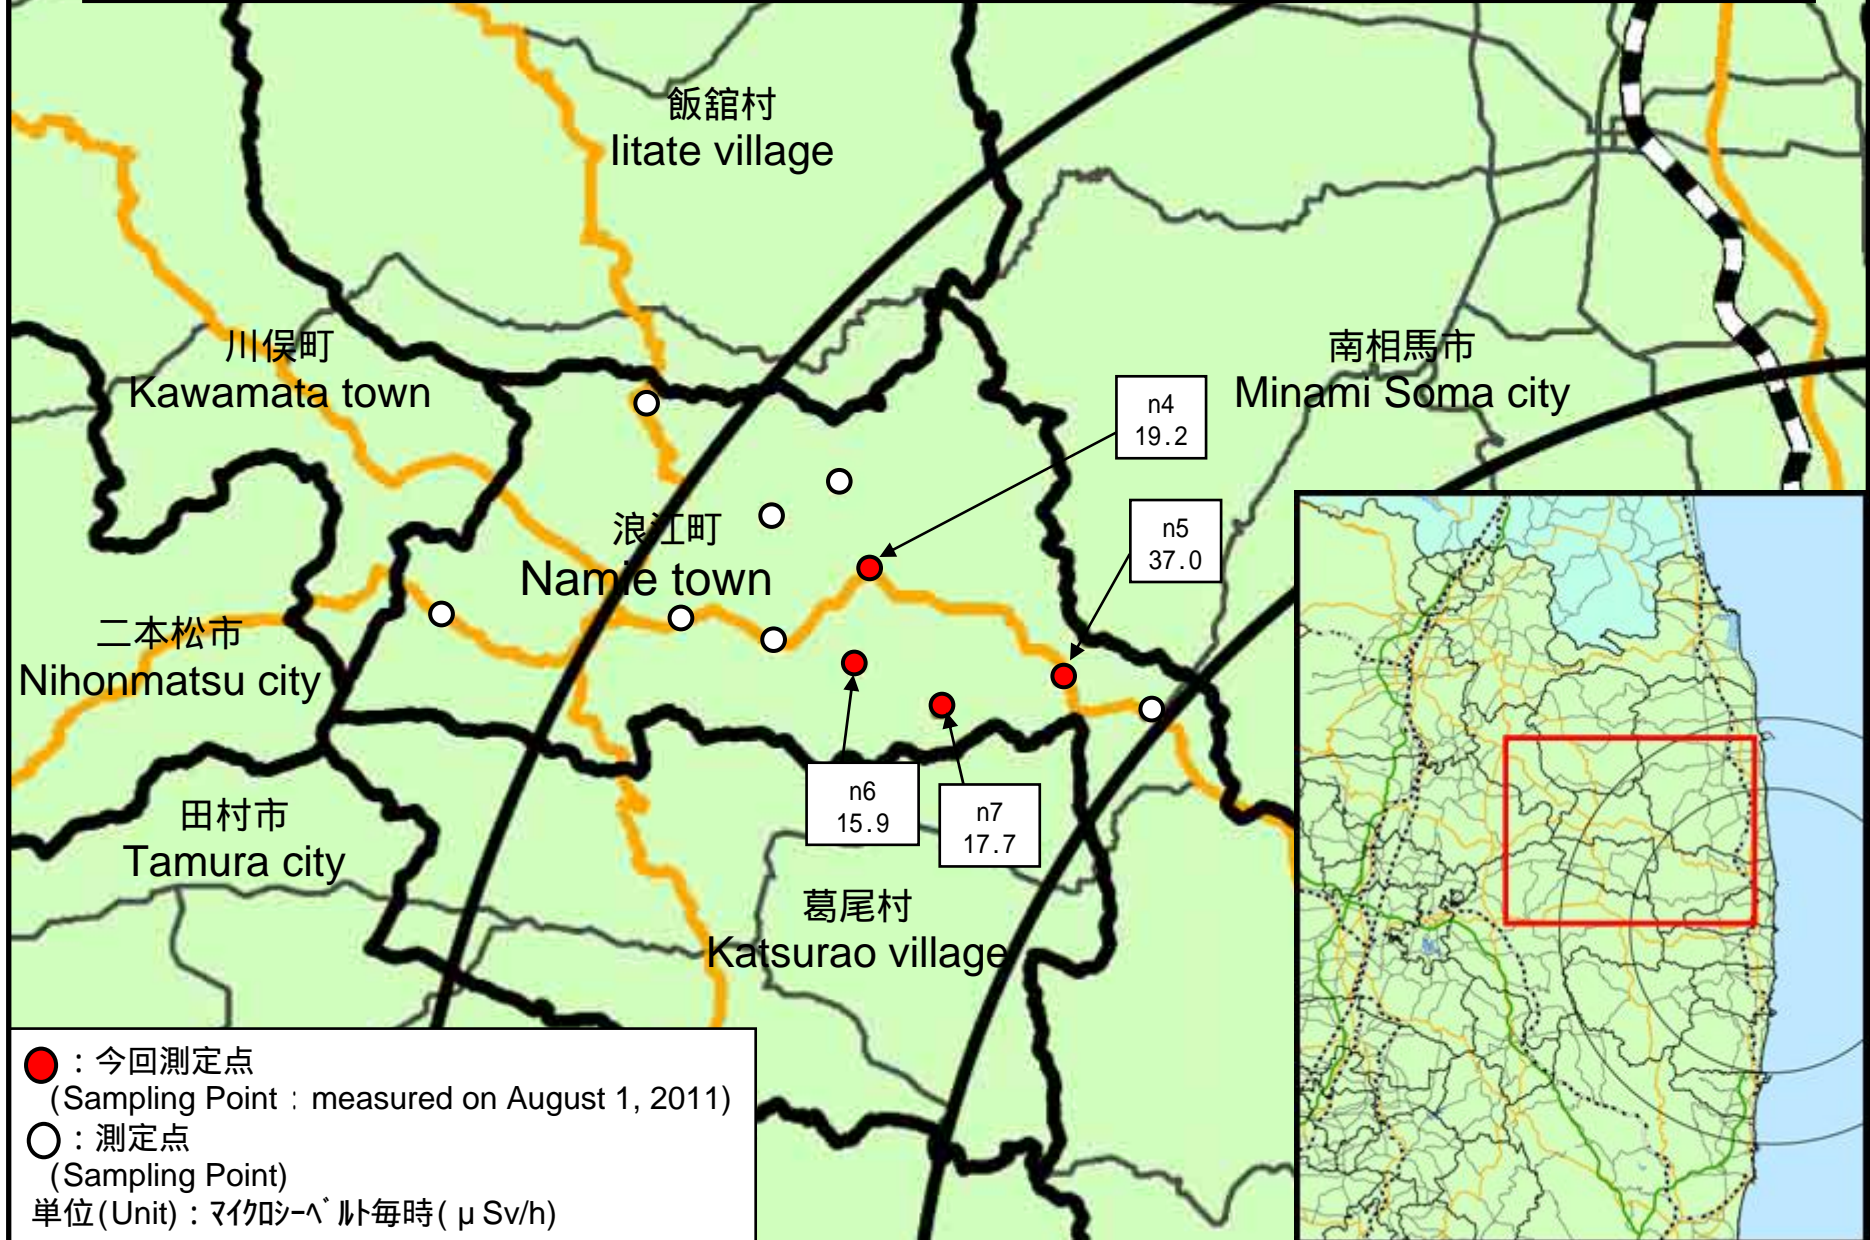 飯舘村
Iitate village
川俣町
Kawamata town
南相馬市
Minami Soma city
n4
19.2
n5
37.0
浪江町
Namie town
二本松市
Nihonmatsu city
n6
15.9
n7
17.7
田村市
Tamura city
葛尾村
Katsurao village
：今回測定点
(Sampling Point：measured on August 1, 2011)
：測定点
(Sampling Point)
単位(Unit)：ﾏｲｸﾛｼｰﾍﾞﾙﾄ毎時(μSv/h)